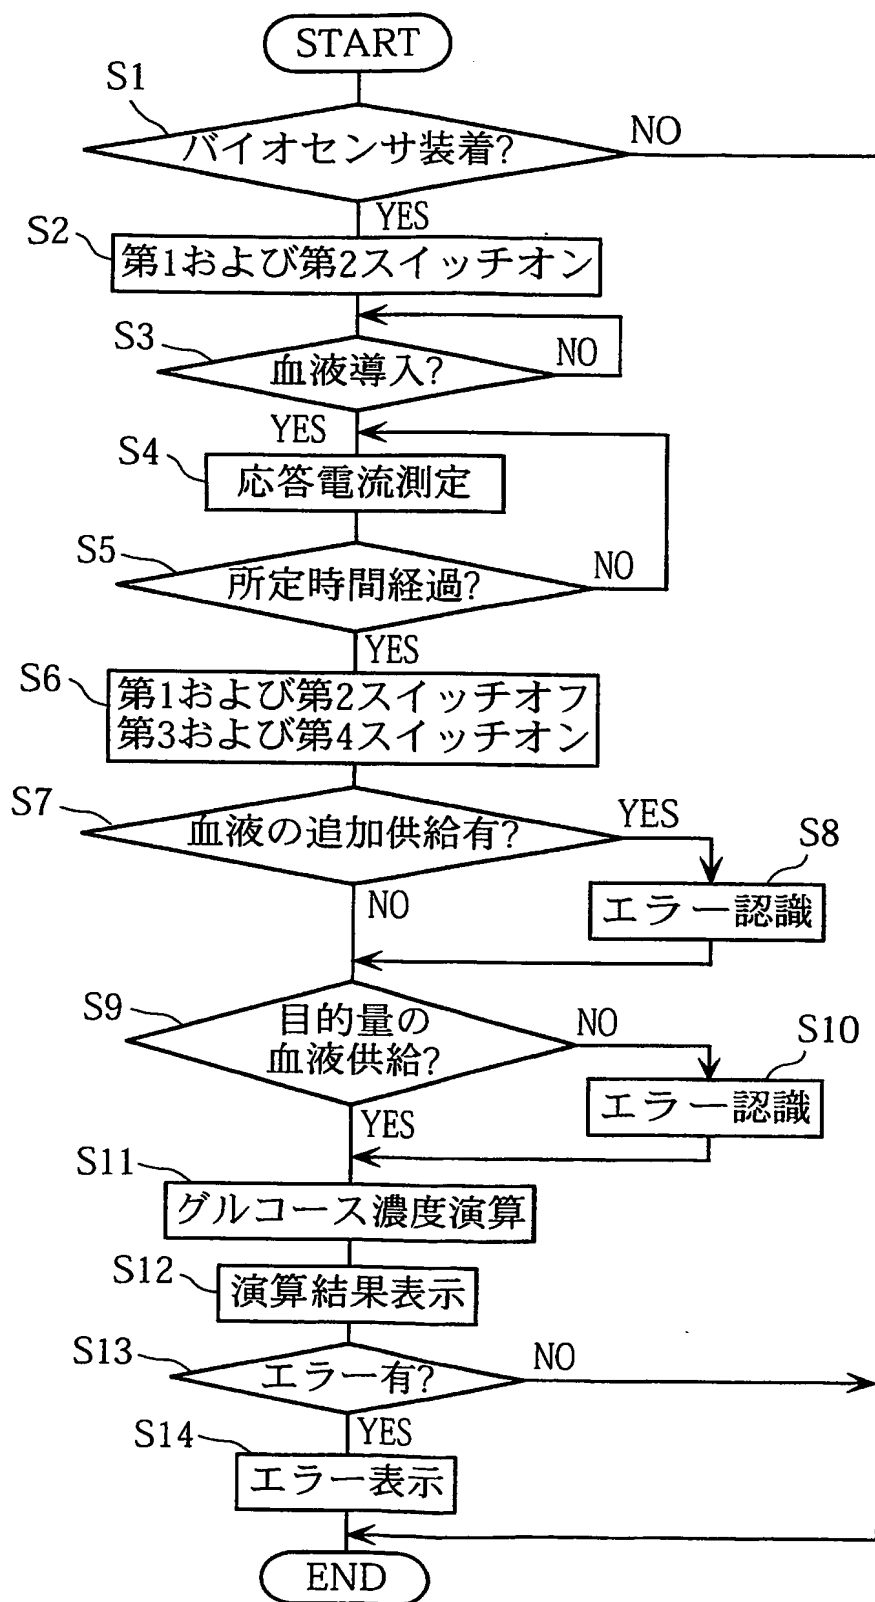 START
S1
バイオセンサ装着?
NO
YES
S2
第1および第2スイッチオン
S3
血液導入?
NO
YES
S4
応答電流測定
S5
所定時間経過?
NO
YES
S6
第1および第2スイッチオフ
第3および第4スイッチオン
S7
血液の追加供給有?
YES
S8
エラー認識
NO
S9
目的量の
血液供給?
NO
S10
エラー認識
YES
S11
グルコース濃度演算
S12
演算結果表示
S13
エラー有?
NO
YES
S14
エラー表示
END